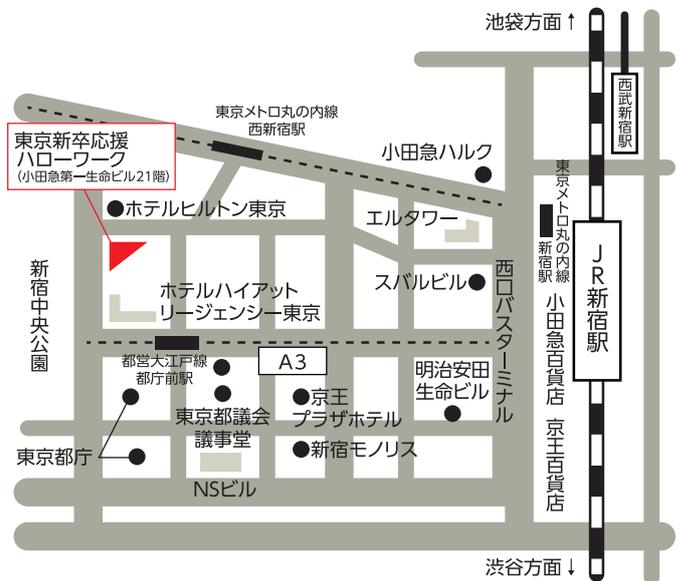 池袋方面↑
西武新宿駅
東京メトロ丸の内線
西新宿駅
東京新卒応援
ハローワーク
(小田急第一生命ビル21階)
小田急ハルク
ホテルヒルトン東京
エルタワー
東京メトロ丸の内線
新宿駅
JR新宿駅
新宿中央公園
スバルビル
西口バスターミナル
ホテルハイアット
リージェンシー東京
小田急百貨店
都営大江戸線
都庁前駅
A3
明治安田
生命ビル
京王
プラザホテル
東京都議会
議事堂
京王百貨店
東京都庁
新宿モノリス
NSビル
渋谷方面↓